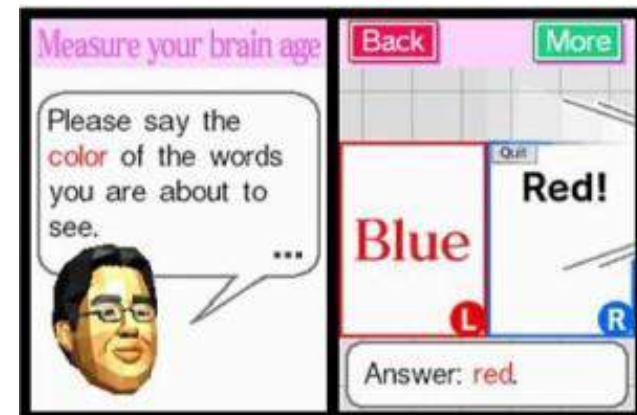 Measure your brain age
Please say the
color of the words
you are about to
see.
...
Back
More
Blue
L
Quit
Red!
R
Answer: red.